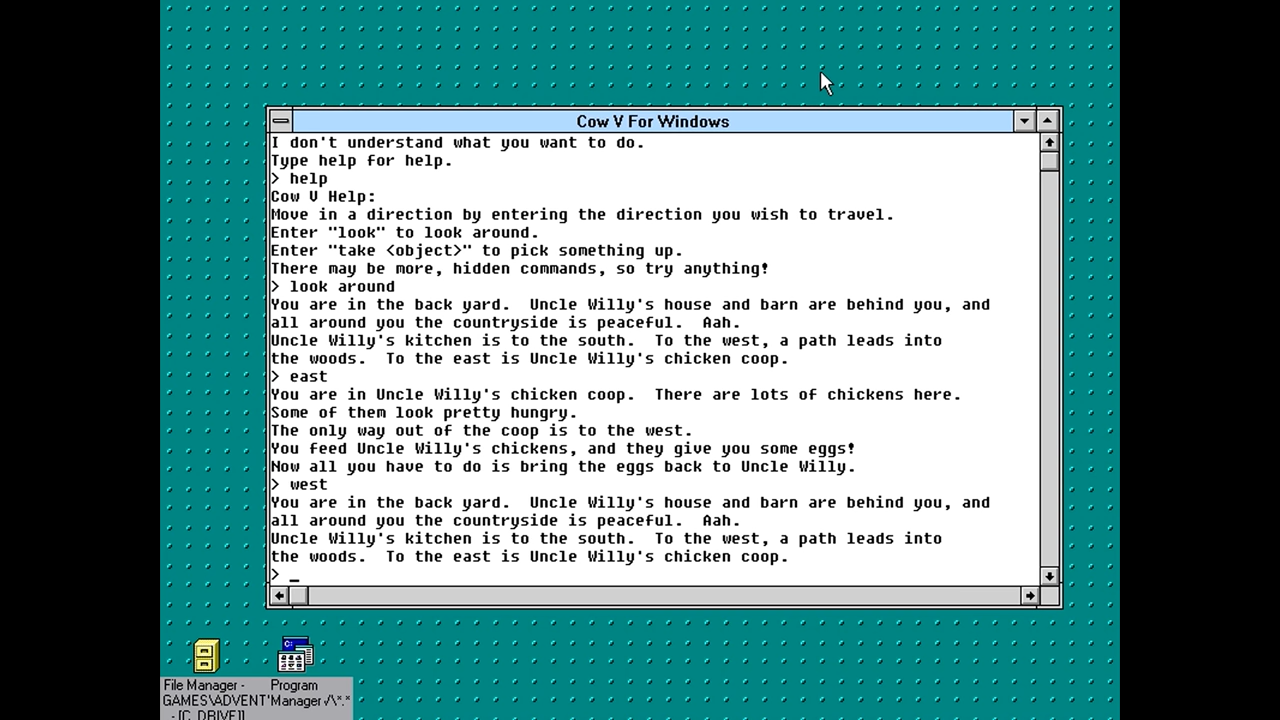 Cow V For Windows
I don't understand what you want to do.
Type help for help.
> help
Cow V Help:
Move in a direction by entering the direction you wish to travel.
Enter "look" to look around.
Enter "take <object>" to pick something up.
There may be more, hidden commands, so try anything!
> look around
You are in the back yard.  Uncle Willy's house and barn are behind you, and
all around you the countryside is peaceful.  Aah.
Uncle Willy's kitchen is to the south.  To the west, a path leads into
the woods.  To the east is Uncle Willy's chicken coop.
> east
You are in Uncle Willy's chicken coop.  There are lots of chickens here.
Some of them look pretty hungry.
The only way out of the coop is to the west.
You feed Uncle Willy's chickens, and they give you some eggs!
Now all you have to do is bring the eggs back to Uncle Willy.
> west
You are in the back yard.  Uncle Willy's house and barn are behind you, and
all around you the countryside is peaceful.  Aah.
Uncle Willy's kitchen is to the south.  To the west, a path leads into
the woods.  To the east is Uncle Willy's chicken coop.
> _
C:\
File Manager -
GAMES\ADVENT
- [C_DRIVE]
Program
Manager